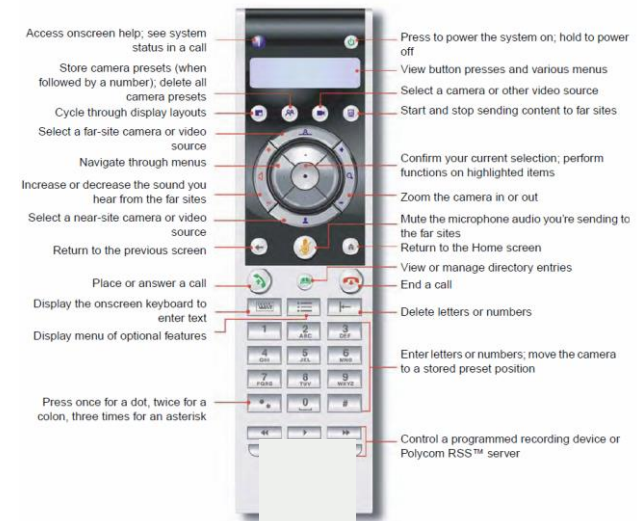 Access onscreen help; see system
status in a call
Store camera presets (when
followed by a number); delete all
camera presets
Cycle through display layouts
Select a far-site camera or video
source
Navigate through menus
Increase or decrease the sound you
hear from the far sites
Select a near-site camera or video
source
Return to the previous screen
Place or answer a call
Display the onscreen keyboard to
enter text
Display menu of optional features
Press once for a dot, twice for a
colon, three times for an asterisk
Press to power the system on; hold to power
off
View button presses and various menus
Select a camera or other video source
Start and stop sending content to far sites
Confirm your current selection; perform
functions on highlighted items
Zoom the camera in or out
Mute the microphone audio you're sending to
the far sites
Return to the Home screen
View or manage directory entries
End a call
Delete letters or numbers
Enter letters or numbers; move the camera
to a stored preset position
Control a programmed recording device or
Polycom RSS™ server
1 2 ABC 3 DEF
4 GHI 5 JKL 6 MNO
7 PQRS 8 TUV 9 WXYZ
0 #